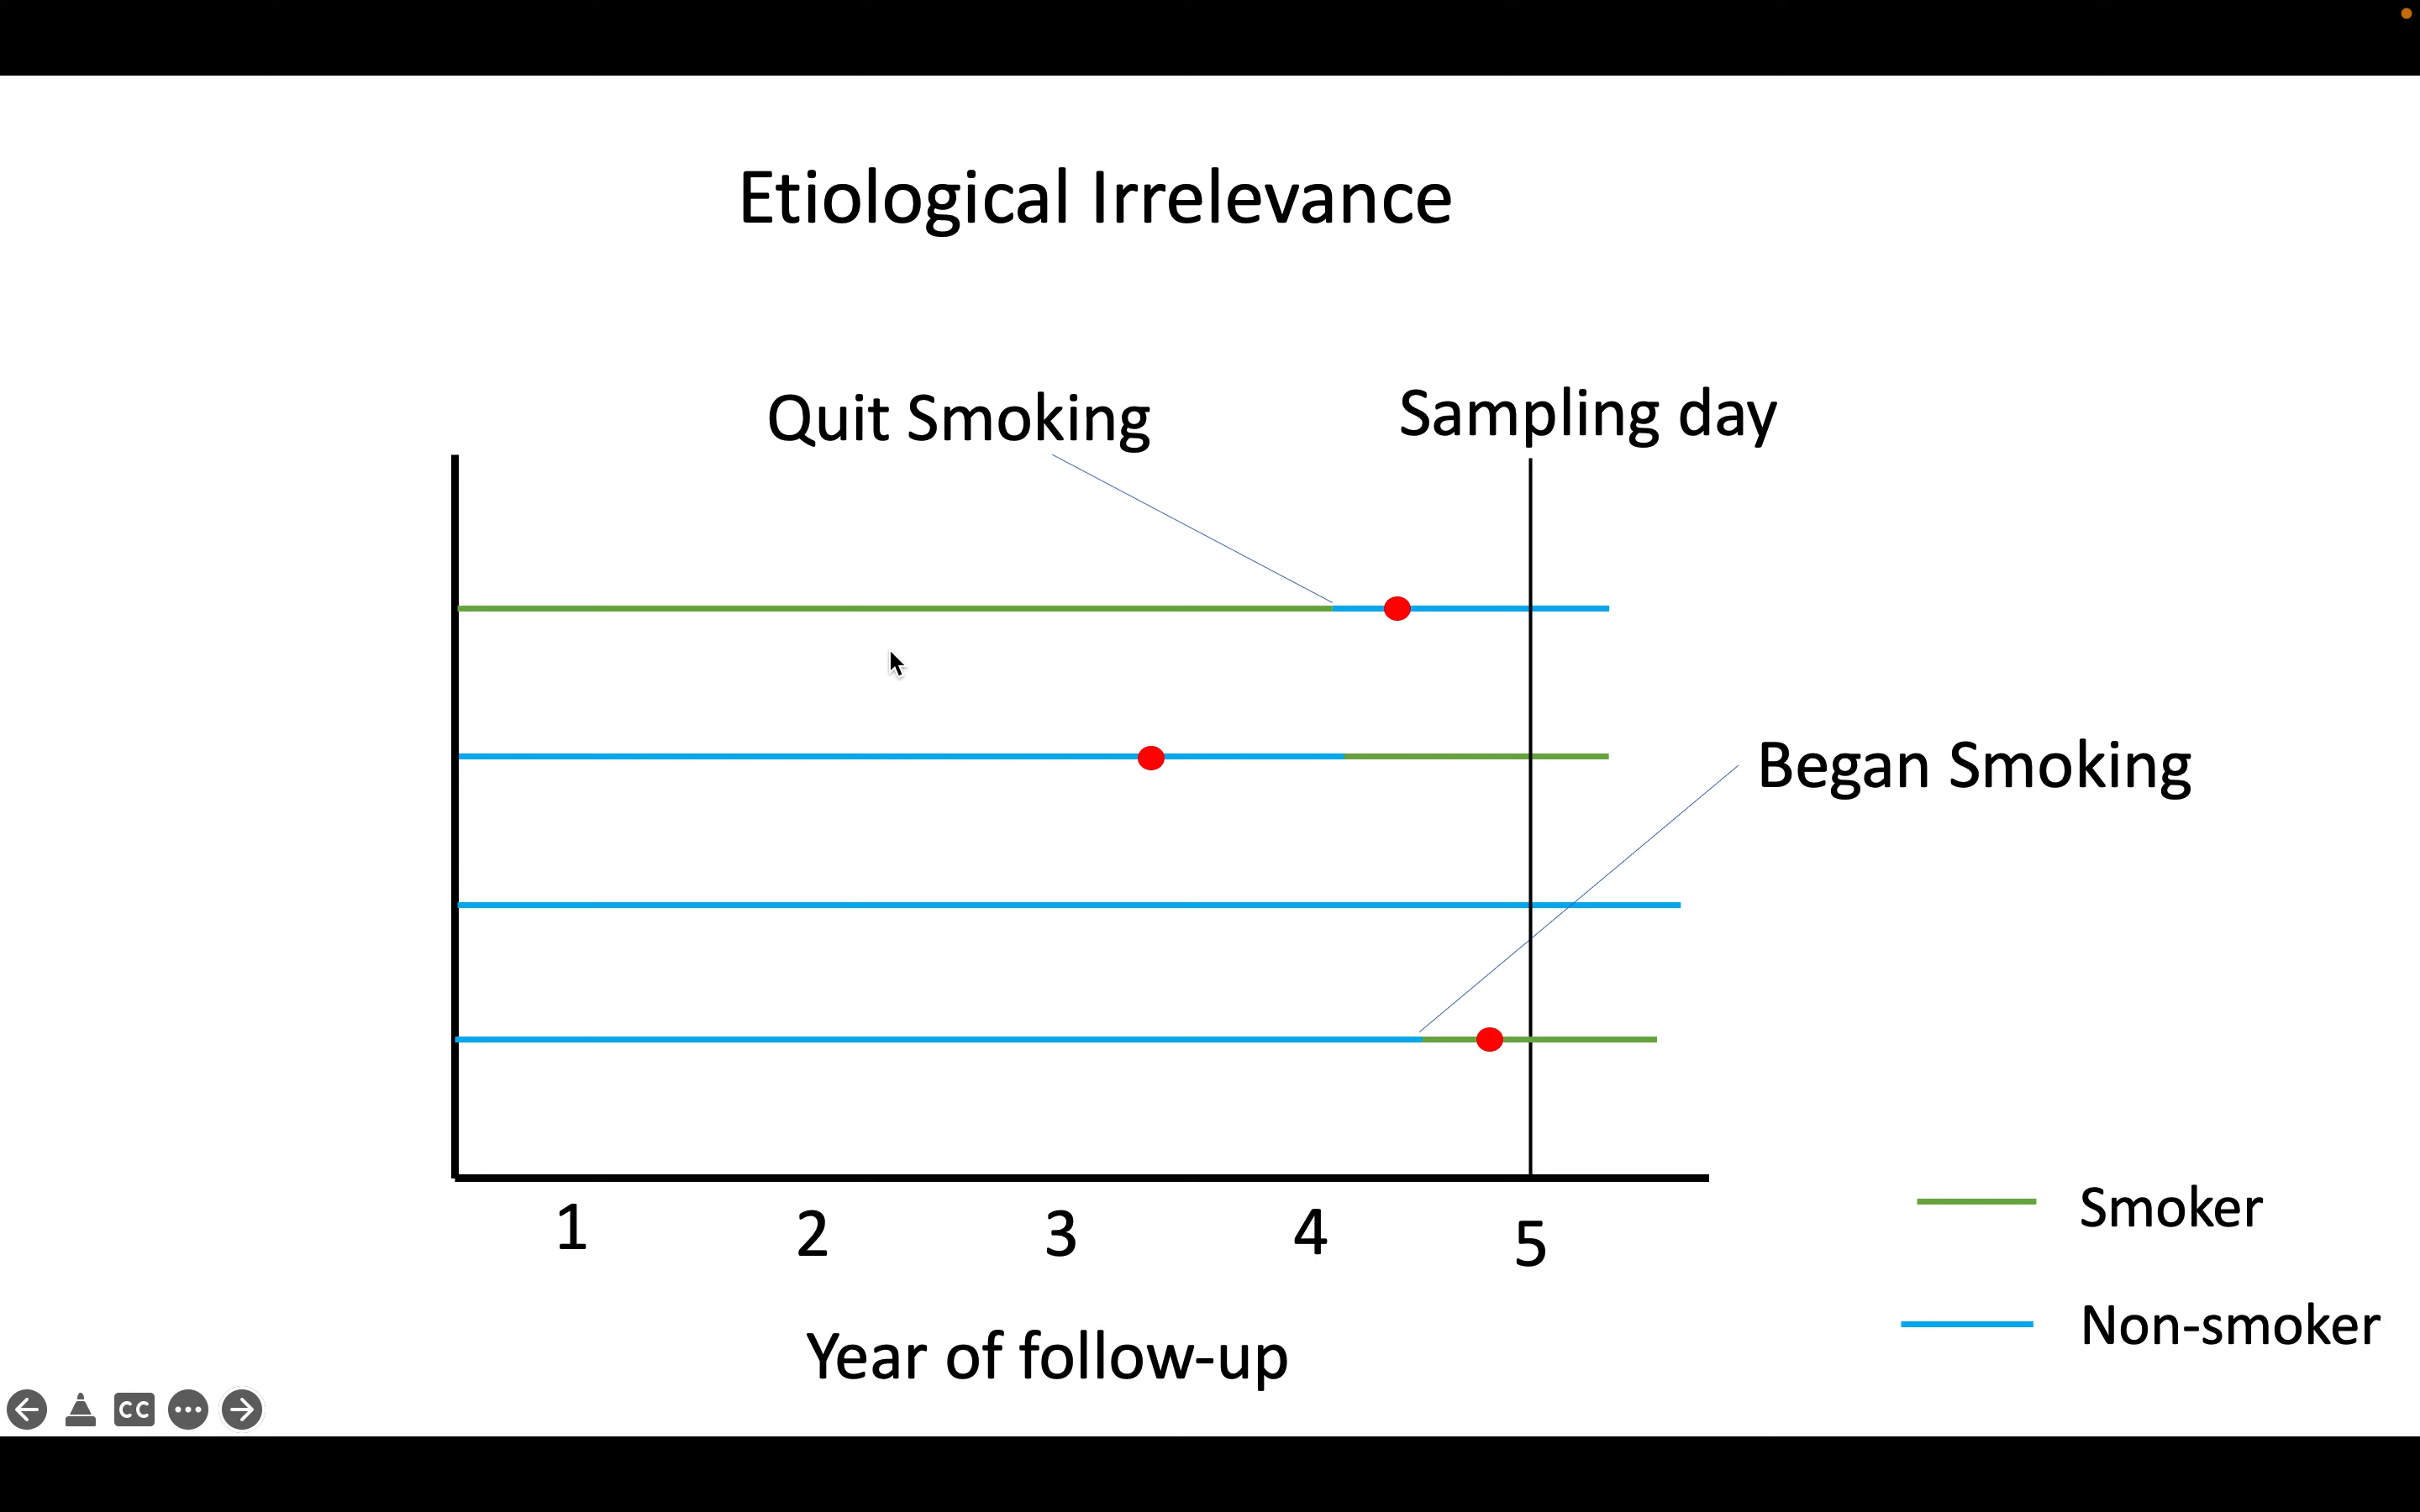 Etiological Irrelevance
Quit Smoking
Sampling day
Began Smoking
1
2
3
4
5
Smoker
Non-smoker
Year of follow-up
CC